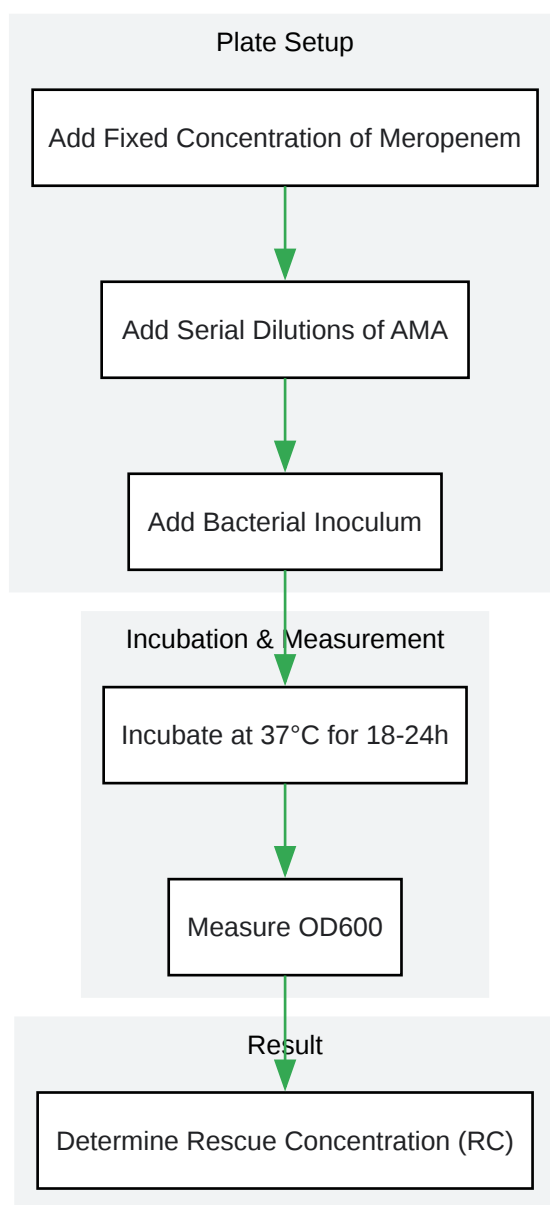 Plate Setup
Add Fixed Concentration of Meropenem
Add Serial Dilutions of AMA
Add Bacterial Inoculum
Incubation & Measurement
Incubate at 37°C for 18-24h
Measure OD600
Result
Determine Rescue Concentration (RC)